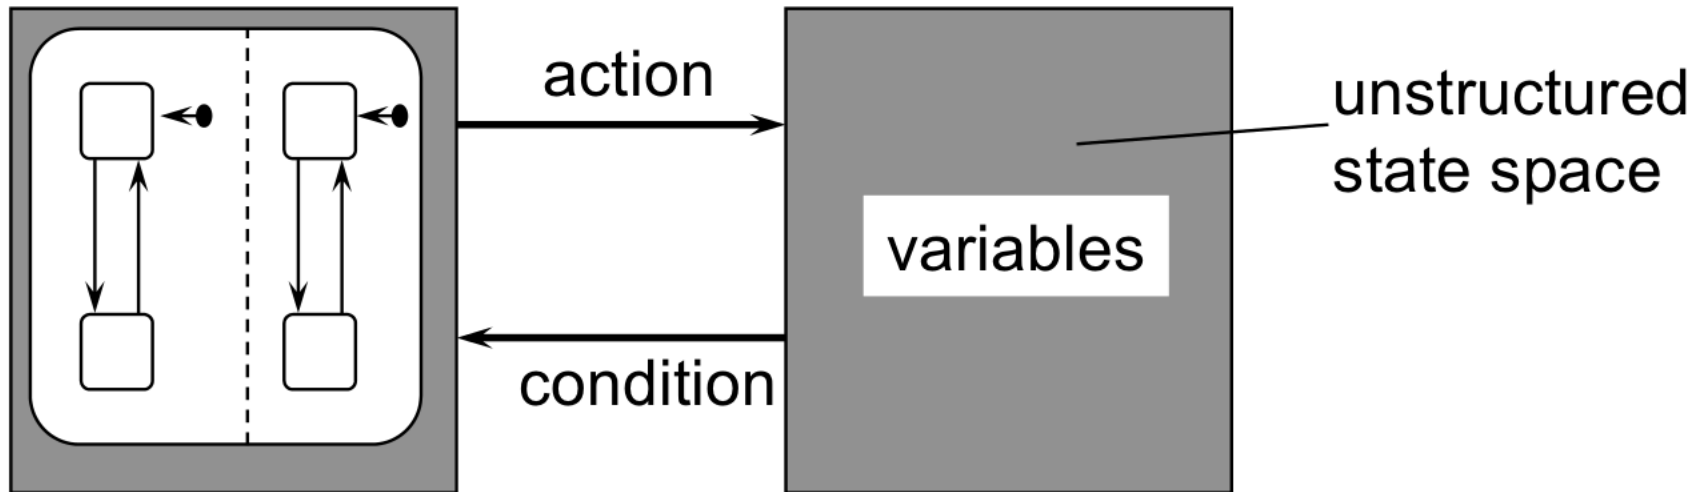 action
unstructured
state space
variables
condition